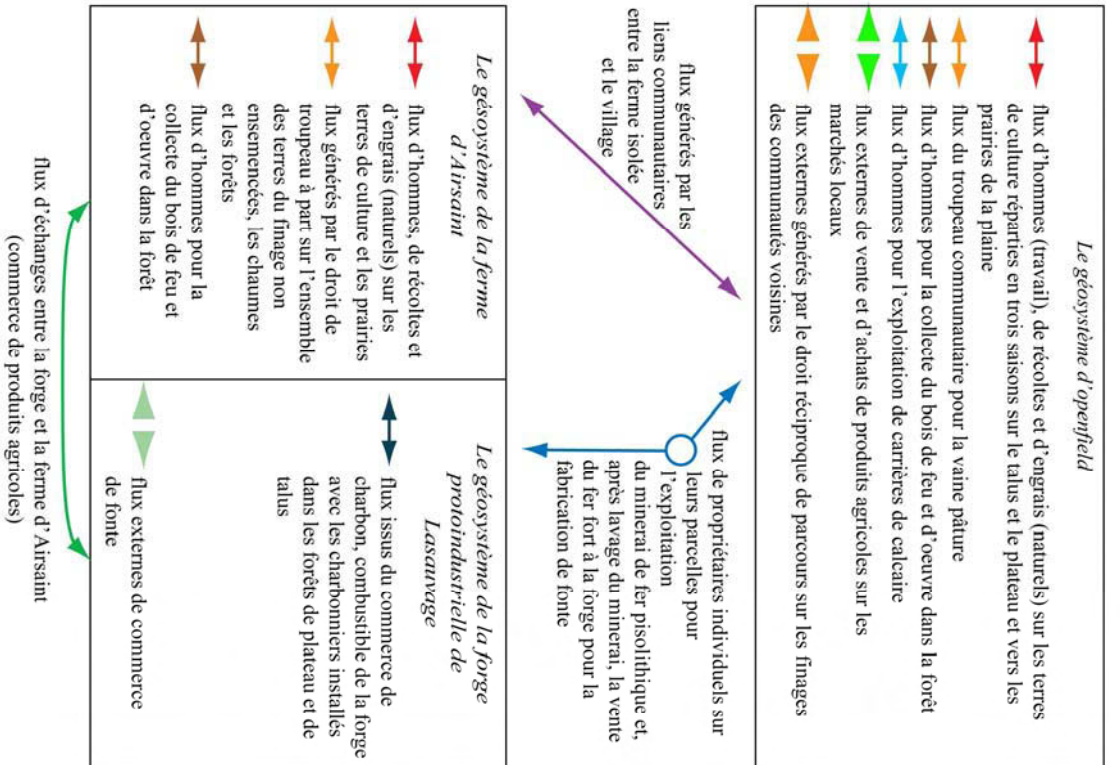 Le géosystème d'openfield
flux d'hommes (travail), de récoltes et d'engrais (naturels) sur les terres
de culture réparties en trois saisons sur le talus et le plateau et vers les
prairies de la plaine
flux du troupeau communautaire pour la vaine pâture
flux d'hommes pour la collecte du bois de feu et d'oeuvre dans la forêt
flux d'hommes pour l'exploitation de carrières de calcaire
flux externes de vente et d'achats de produits agricoles sur les
marchés locaux
flux externes générés par le droit réciproque de parcours sur les finages
des communautés voisines
flux générés par les
liens communautaires
entre la ferme isolée
et le village
flux de propriétaires individuels sur
leurs parcelles pour
l'exploitation
du minerai de fer pisolithique et,
après lavage du minerai, la vente
du fer fort à la forge pour la
fabrication de fonte
Le gésoystème de la ferme
d'Airsaint
flux d'hommes, de récoltes et
d'engrais (naturels) sur les
terres de culture et les prairies
flux générés par le droit de
troupeau à part sur l'ensemble
des terres du finage non
ensemencées, les chaumes
et les forêts
flux d'hommes pour la
collecte du bois de feu et
d'oeuvre dans la forêt
Le géosystème de la forge
protoindustrielle de
Lasauvage
flux issus du commerce de
charbon, combustible de la forge
avec les charbonniers installés
dans les forêts de plateau et de
talus
flux externes de commerce
de fonte
flux d'échanges entre la forge et la ferme d'Airsaint
(commerce de produits agricoles)